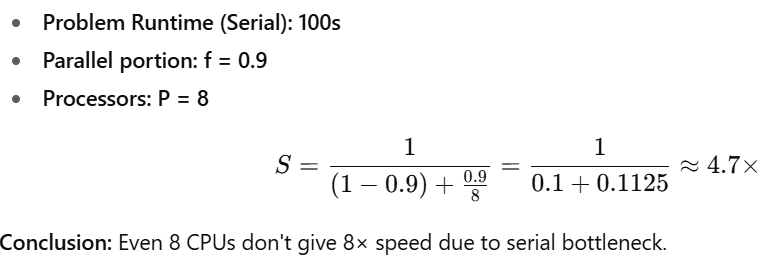 • Problem Runtime (Serial): 100s
• Parallel portion: f = 0.9
• Processors: P = 8
S = \frac{1}{(1 − 0.9) + \frac{0.9}{8}} = \frac{1}{0.1 + 0.1125} ≈ 4.7×
Conclusion: Even 8 CPUs don't give 8× speed due to serial bottleneck.